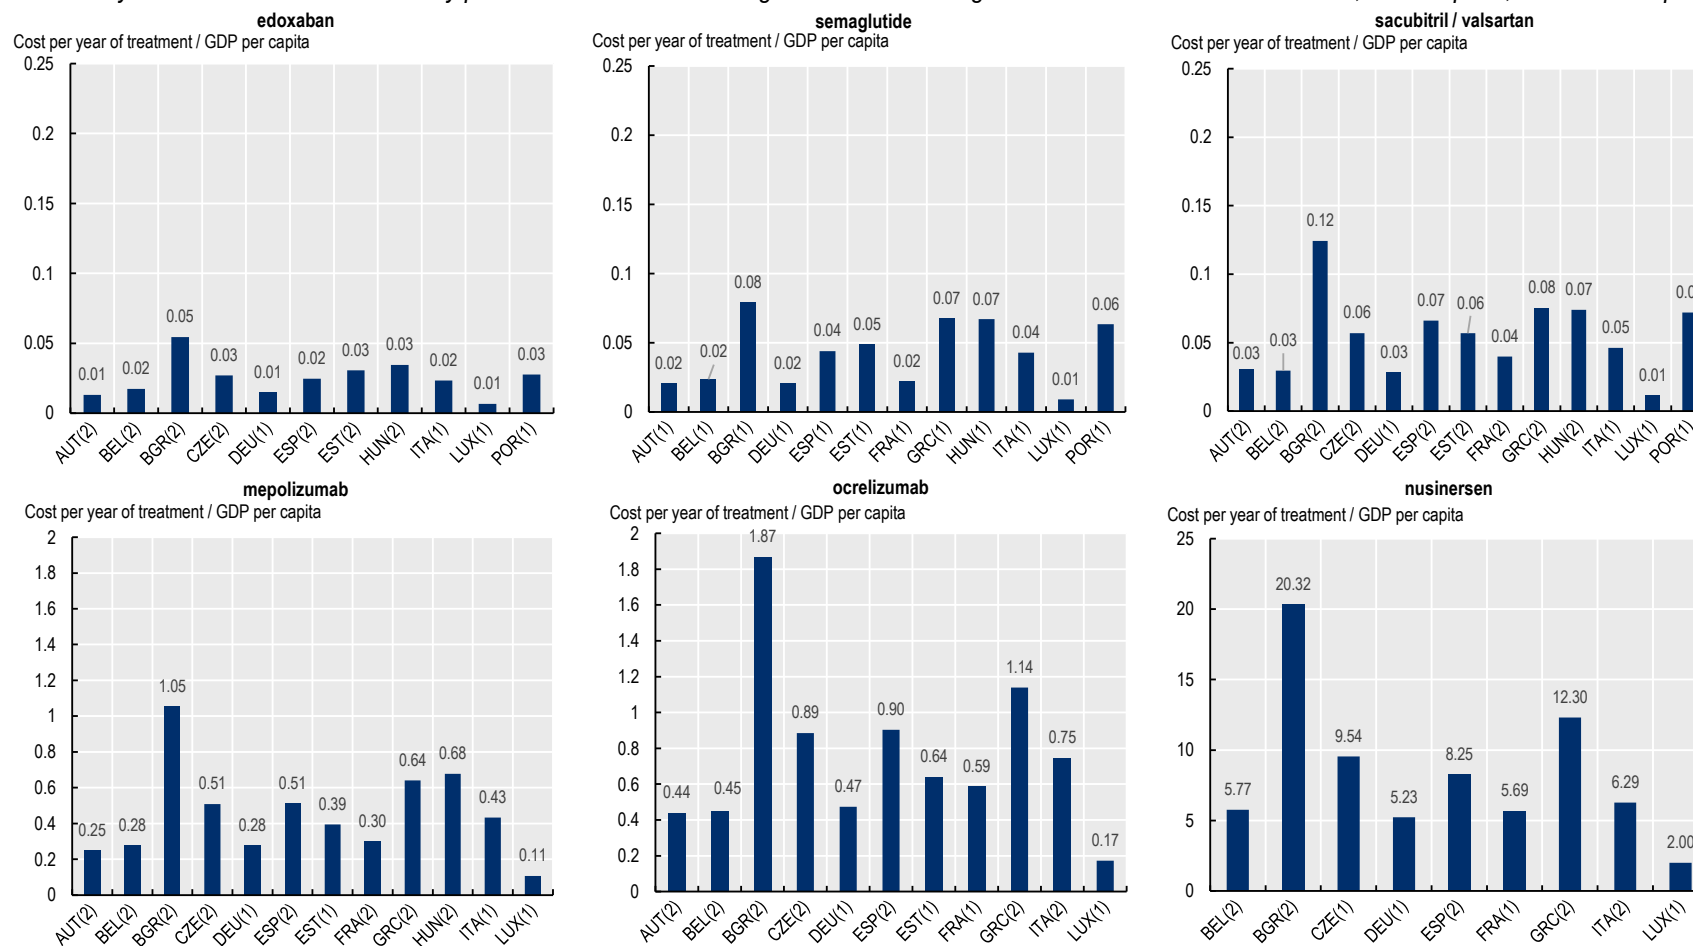 edoxaban
Cost per year of treatment / GDP per capita
0.25
0.2
0.15
0.1
0.05
0
0.01
0.02
0.05
0.03
0.01
0.02
0.03
0.03
0.02
0.01
0.03
AUT(2)
BEL(2)
BGR(2)
CZE(2)
DEU(1)
ESP(2)
EST(2)
HUN(2)
ITA(1)
LUX(1)
POR(1)
semaglutide
Cost per year of treatment / GDP per capita
0.25
0.2
0.15
0.1
0.05
0
0.02
0.02
0.08
0.02
0.04
0.05
0.02
0.07
0.07
0.04
0.01
0.06
AUT(1)
BEL(1)
BGR(1)
DEU(1)
ESP(1)
EST(1)
FRA(1)
GRC(1)
HUN(1)
ITA(1)
LUX(1)
POR(1)
sacubitril / valsartan
Cost per year of treatment / GDP per capita
0.25
0.2
0.15
0.1
0.05
0
0.03
0.03
0.12
0.06
0.03
0.07
0.06
0.04
0.08
0.07
0.05
0.01
AUT(2)
BEL(2)
BGR(2)
CZE(2)
DEU(1)
ESP(2)
EST(2)
FRA(2)
GRC(2)
HUN(2)
ITA(1)
LUX(1)
POR(1)
mepolizumab
Cost per year of treatment / GDP per capita
2
1.8
1.6
1.4
1.2
1
0.8
0.6
0.4
0.2
0
0.25
0.28
1.05
0.51
0.28
0.51
0.39
0.30
0.64
0.68
0.43
0.11
AUT(2)
BEL(2)
BGR(2)
CZE(2)
DEU(1)
ESP(2)
EST(1)
FRA(2)
GRC(2)
HUN(2)
ITA(1)
LUX(1)
ocrelizumab
Cost per year of treatment / GDP per capita
2
1.8
1.6
1.4
1.2
1
0.8
0.6
0.4
0.2
0
0.44
0.45
1.87
0.89
0.47
0.90
0.64
0.59
1.14
0.75
0.17
AUT(2)
BEL(2)
BGR(2)
CZE(2)
DEU(1)
ESP(2)
EST(1)
FRA(1)
GRC(2)
ITA(2)
LUX(1)
nusinersen
Cost per year of treatment / GDP per capita
25
20
15
10
5
0
5.77
20.32
9.54
5.23
8.25
5.69
12.30
6.29
2.00
BEL(2)
BGR(2)
CZE(1)
DEU(1)
ESP(2)
FRA(1)
GRC(2)
ITA(2)
LUX(1)